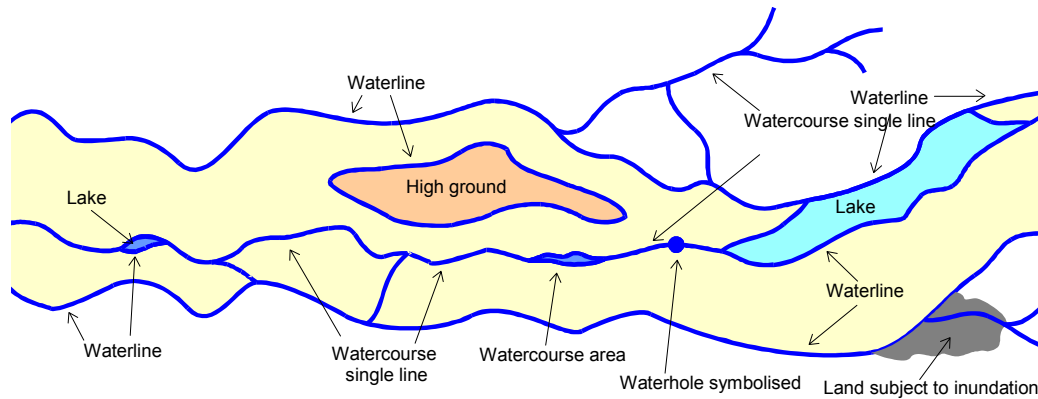 Waterline
Waterline
Watercourse single line
High ground
Lake
Lake
Waterline
Waterline
Watercourse
single line
Watercourse area
Waterhole symbolised
Land subject to inundation